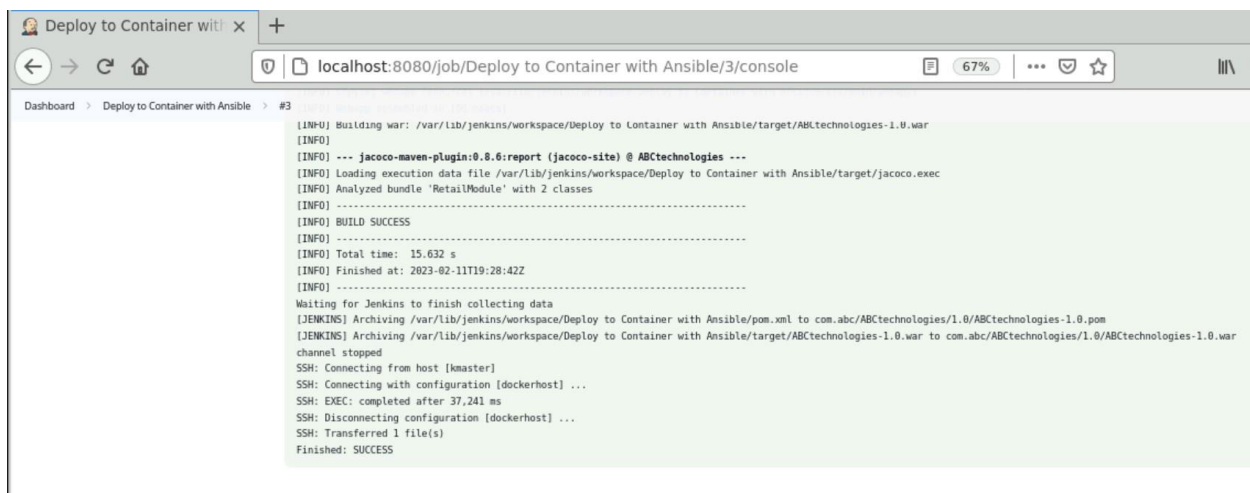 Deploy to Container with
localhost:8080/job/Deploy to Container with Ansible/3/console
67%
Dashboard > Deploy to Container with Ansible > #3
[INFO] Building war: /var/lib/jenkins/workspace/Deploy to Container with Ansible/target/ABCtechnologies-1.0.war
[INFO]
[INFO] --- jacoco-maven-plugin:0.8.6:report (jacoco-site) @ ABCtechnologies ---
[INFO] Loading execution data file /var/lib/jenkins/workspace/Deploy to Container with Ansible/target/jacoco.exec
[INFO] Analyzed bundle 'RetailModule' with 2 classes
[INFO] ------------------------------------------------------------------------
[INFO] BUILD SUCCESS
[INFO] ------------------------------------------------------------------------
[INFO] Total time:  15.632 s
[INFO] Finished at: 2023-02-11T19:28:42Z
[INFO] ------------------------------------------------------------------------
Waiting for Jenkins to finish collecting data
[JENKINS] Archiving /var/lib/jenkins/workspace/Deploy to Container with Ansible/pom.xml to com.abc/ABCtechnologies/1.0/ABCtechnologies-1.0.pom
[JENKINS] Archiving /var/lib/jenkins/workspace/Deploy to Container with Ansible/target/ABCtechnologies-1.0.war to com.abc/ABCtechnologies/1.0/ABCtechnologies-1.0.war
channel stopped
SSH: Connecting from host [kmaster]
SSH: Connecting with configuration [dockerhost] ...
SSH: EXEC: completed after 37,241 ms
SSH: Disconnecting configuration [dockerhost] ...
SSH: Transferred 1 file(s)
Finished: SUCCESS